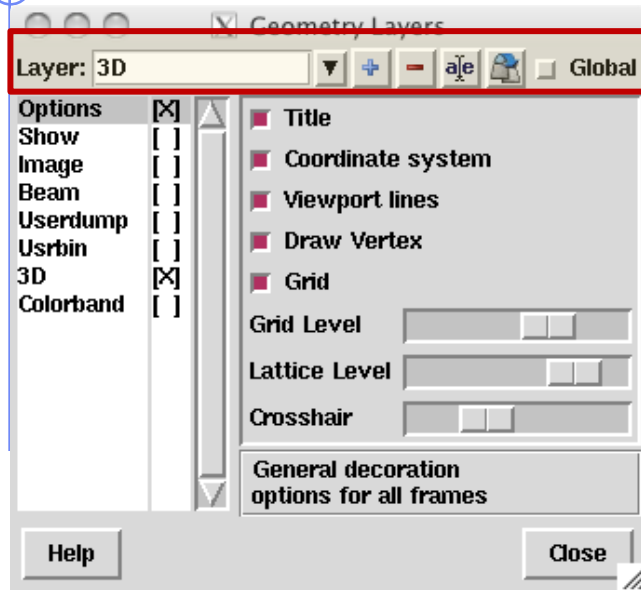 Geometry Layers
Layer: 3D
a|e
Global
Options [X]
Show [ ]
Image [ ]
Beam [ ]
Userdump [ ]
Usrbin [ ]
3D [X]
Colorband [ ]
Title
Coordinate system
Viewport lines
Draw Vertex
Grid
Grid Level
Lattice Level
Crosshair
General decoration
options for all frames
Help
Close